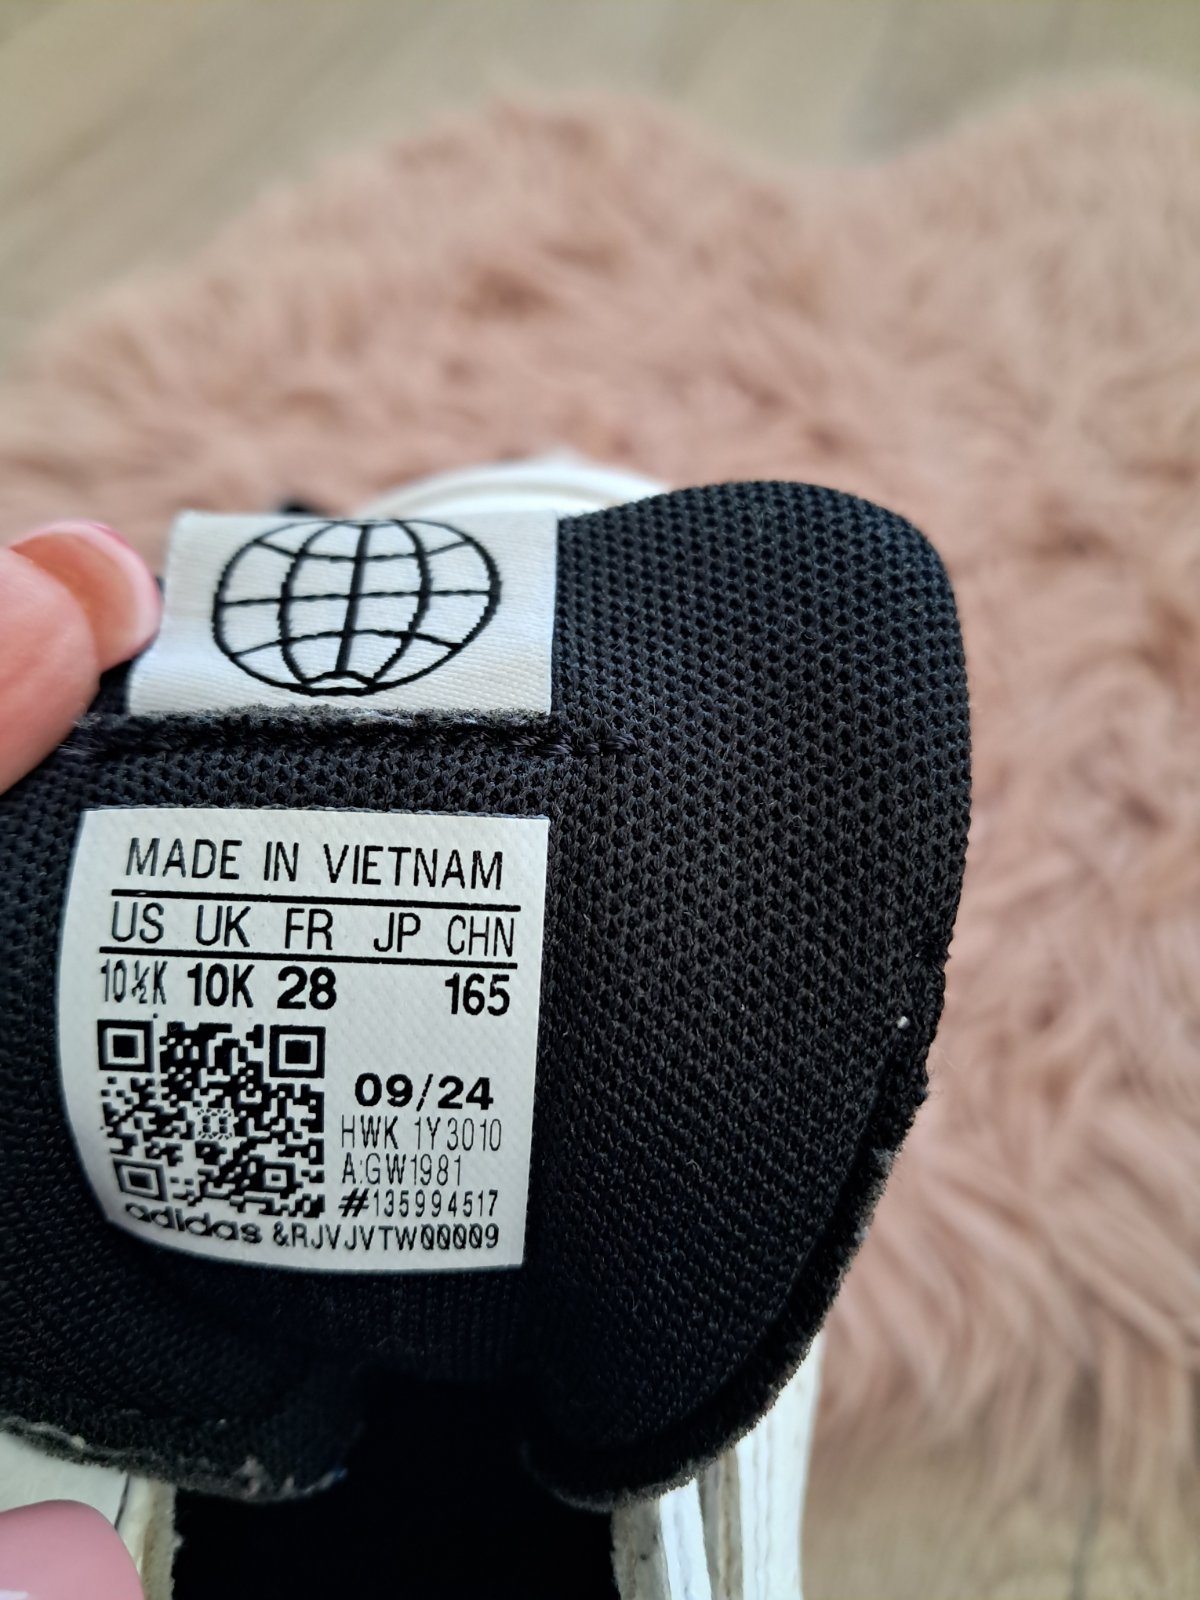 MADE IN VIETNAM
US UK FR JP CHN
10½K 10K 28 165
09/24
HWK 1Y3010
A:GW1981
#135994517
adidas &RJVJVTW00009